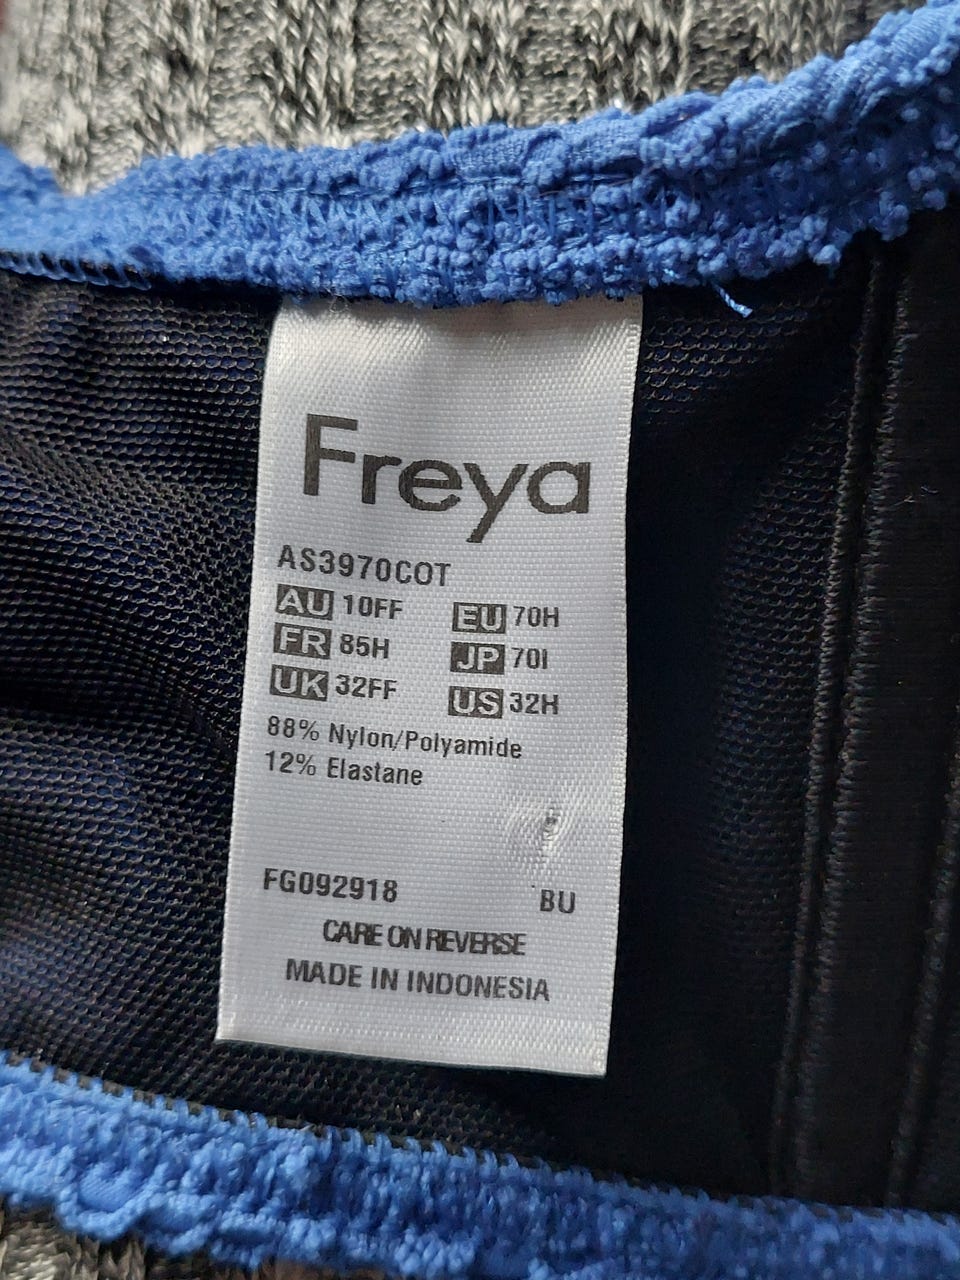 Freya
AS3970COT
AU 10FF EU 70H
FR 85H JP 70I
UK 32FF US 32H
88% Nylon/Polyamide
12% Elastane
FG092918 BU
CARE ON REVERSE
MADE IN INDONESIA